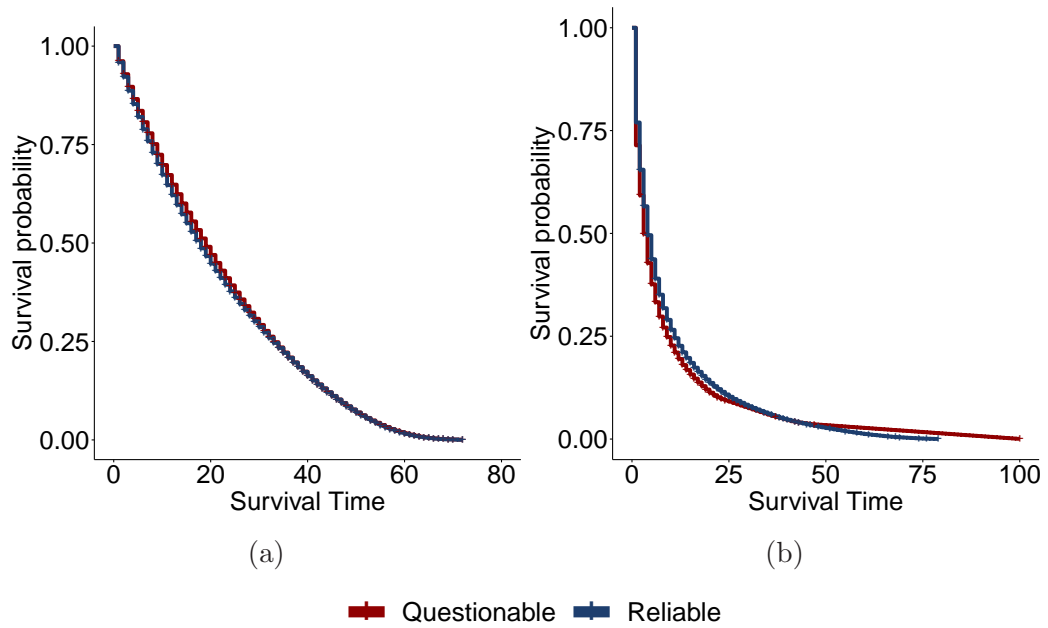 1.00
0.75
0.50
0.25
0.00
Survival probability
0 20 40 60 80
Survival Time
(a)
1.00
0.75
0.50
0.25
0.00
Survival probability
0 25 50 75 100
Survival Time
(b)
Questionable Reliable